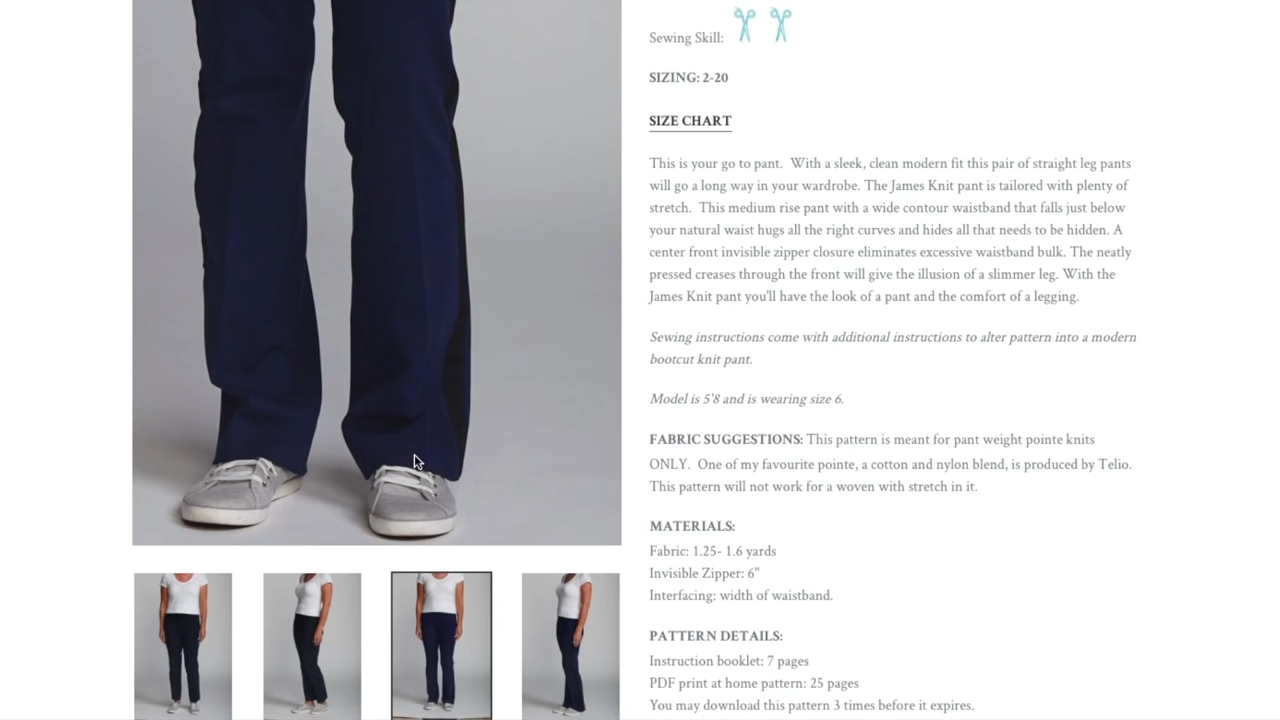 Sewing Skill:
SIZING: 2-20
SIZE CHART
This is your go to pant.  With a sleek, clean modern fit this pair of straight leg pants
will go a long way in your wardrobe. The James Knit pant is tailored with plenty of
stretch.  This medium rise pant with a wide contour waistband that falls just below
your natural waist hugs all the right curves and hides all that needs to be hidden. A
center front invisible zipper closure eliminates excessive waistband bulk. The neatly
pressed creases through the front will give the illusion of a slimmer leg. With the
James Knit pant you'll have the look of a pant and the comfort of a legging.
Sewing instructions come with additional instructions to alter pattern into a modern
bootcut knit pant.
Model is 5'8 and is wearing size 6.
FABRIC SUGGESTIONS: This pattern is meant for pant weight pointe knits
ONLY.  One of my favourite pointe, a cotton and nylon blend, is produced by Telio.
This pattern will not work for a woven with stretch in it.
MATERIALS:
Fabric: 1.25- 1.6 yards
Invisible Zipper: 6"
Interfacing: width of waistband.
PATTERN DETAILS:
Instruction booklet: 7 pages
PDF print at home pattern: 25 pages
You may download this pattern 3 times before it expires.